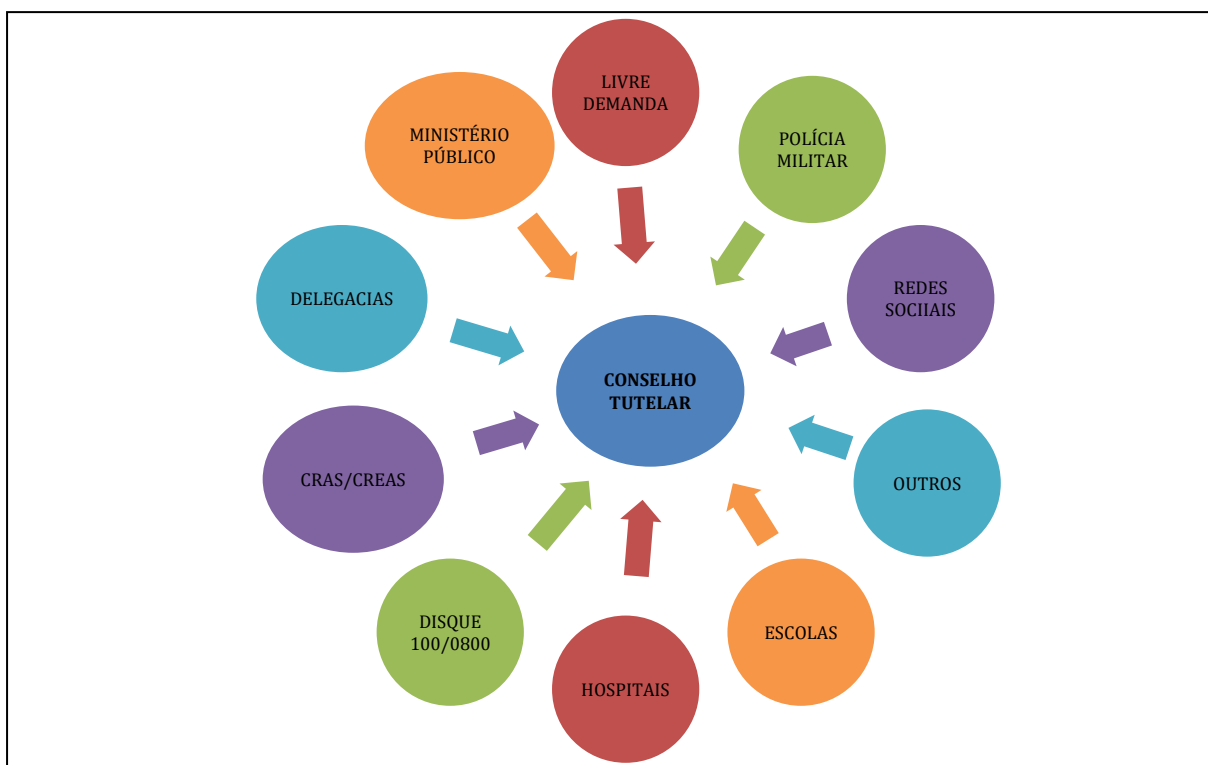 LIVRE
DEMANDA
MINISTÉRIO
PÚBLICO
POLÍCIA
MILITAR
DELEGACIAS
REDES
SOCIIAIS
CONSELHO
TUTELAR
CRAS/CREAS
OUTROS
DISQUE
100/0800
ESCOLAS
HOSPITAIS